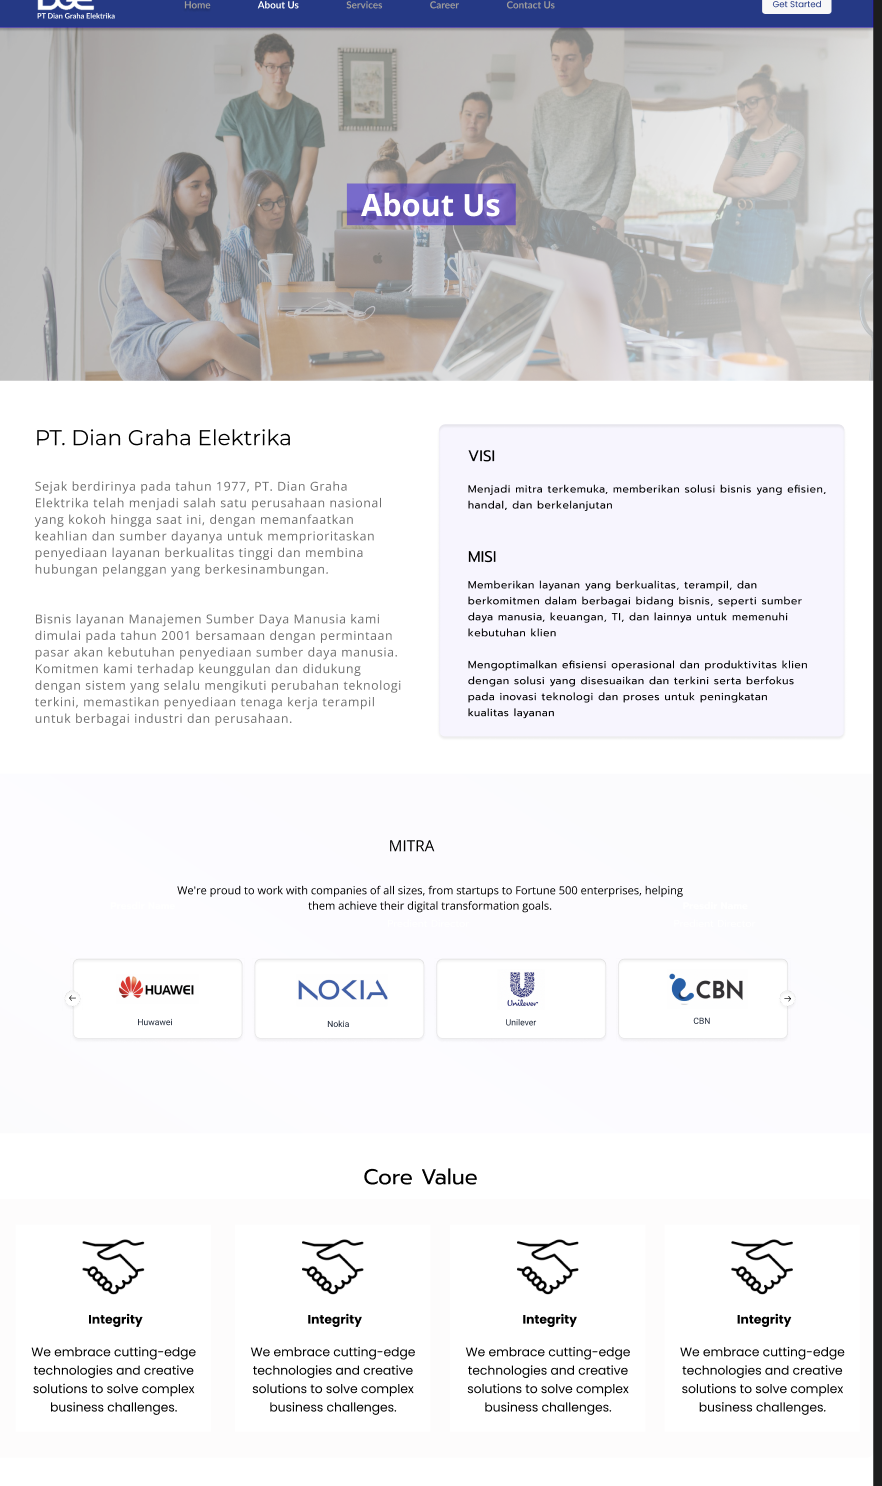 DGE
PT Dian Graha Elektrika
Home
About Us
Services
Career
Contact Us
Get Started
About Us
PT. Dian Graha Elektrika
Sejak berdirinya pada tahun 1977, PT. Dian Graha
Elektrika telah menjadi salah satu perusahaan nasional
yang kokoh hingga saat ini, dengan memanfaatkan
keahlian dan sumber dayanya untuk memprioritaskan
penyediaan layanan berkualitas tinggi dan membina
hubungan pelanggan yang berkesinambungan.
Bisnis layanan Manajemen Sumber Daya Manusia kami
dimulai pada tahun 2001 bersamaan dengan permintaan
pasar akan kebutuhan penyediaan sumber daya manusia.
Komitmen kami terhadap keunggulan dan didukung
dengan sistem yang selalu mengikuti perubahan teknologi
terkini, memastikan penyediaan tenaga kerja terampil
untuk berbagai industri dan perusahaan.
VISI
Menjadi mitra terkemuka, memberikan solusi bisnis yang efisien,
handal, dan berkelanjutan
MISI
Memberikan layanan yang berkualitas, terampil, dan
berkomitmen dalam berbagai bidang bisnis, seperti sumber
daya manusia, keuangan, TI, dan lainnya untuk memenuhi
kebutuhan klien
Mengoptimalkan efisiensi operasional dan produktivitas klien
dengan solusi yang disesuaikan dan terkini serta berfokus
pada inovasi teknologi dan proses untuk peningkatan
kualitas layanan
MITRA
We're proud to work with companies of all sizes, from startups to Fortune 500 enterprises, helping
them achieve their digital transformation goals.
HUAWEI
Huwawei
NOKIA
Nokia
Unilever
Unilever
CBN
CBN
Core Value
Integrity
We embrace cutting-edge
technologies and creative
solutions to solve complex
business challenges.
Integrity
We embrace cutting-edge
technologies and creative
solutions to solve complex
business challenges.
Integrity
We embrace cutting-edge
technologies and creative
solutions to solve complex
business challenges.
Integrity
We embrace cutting-edge
technologies and creative
solutions to solve complex
business challenges.